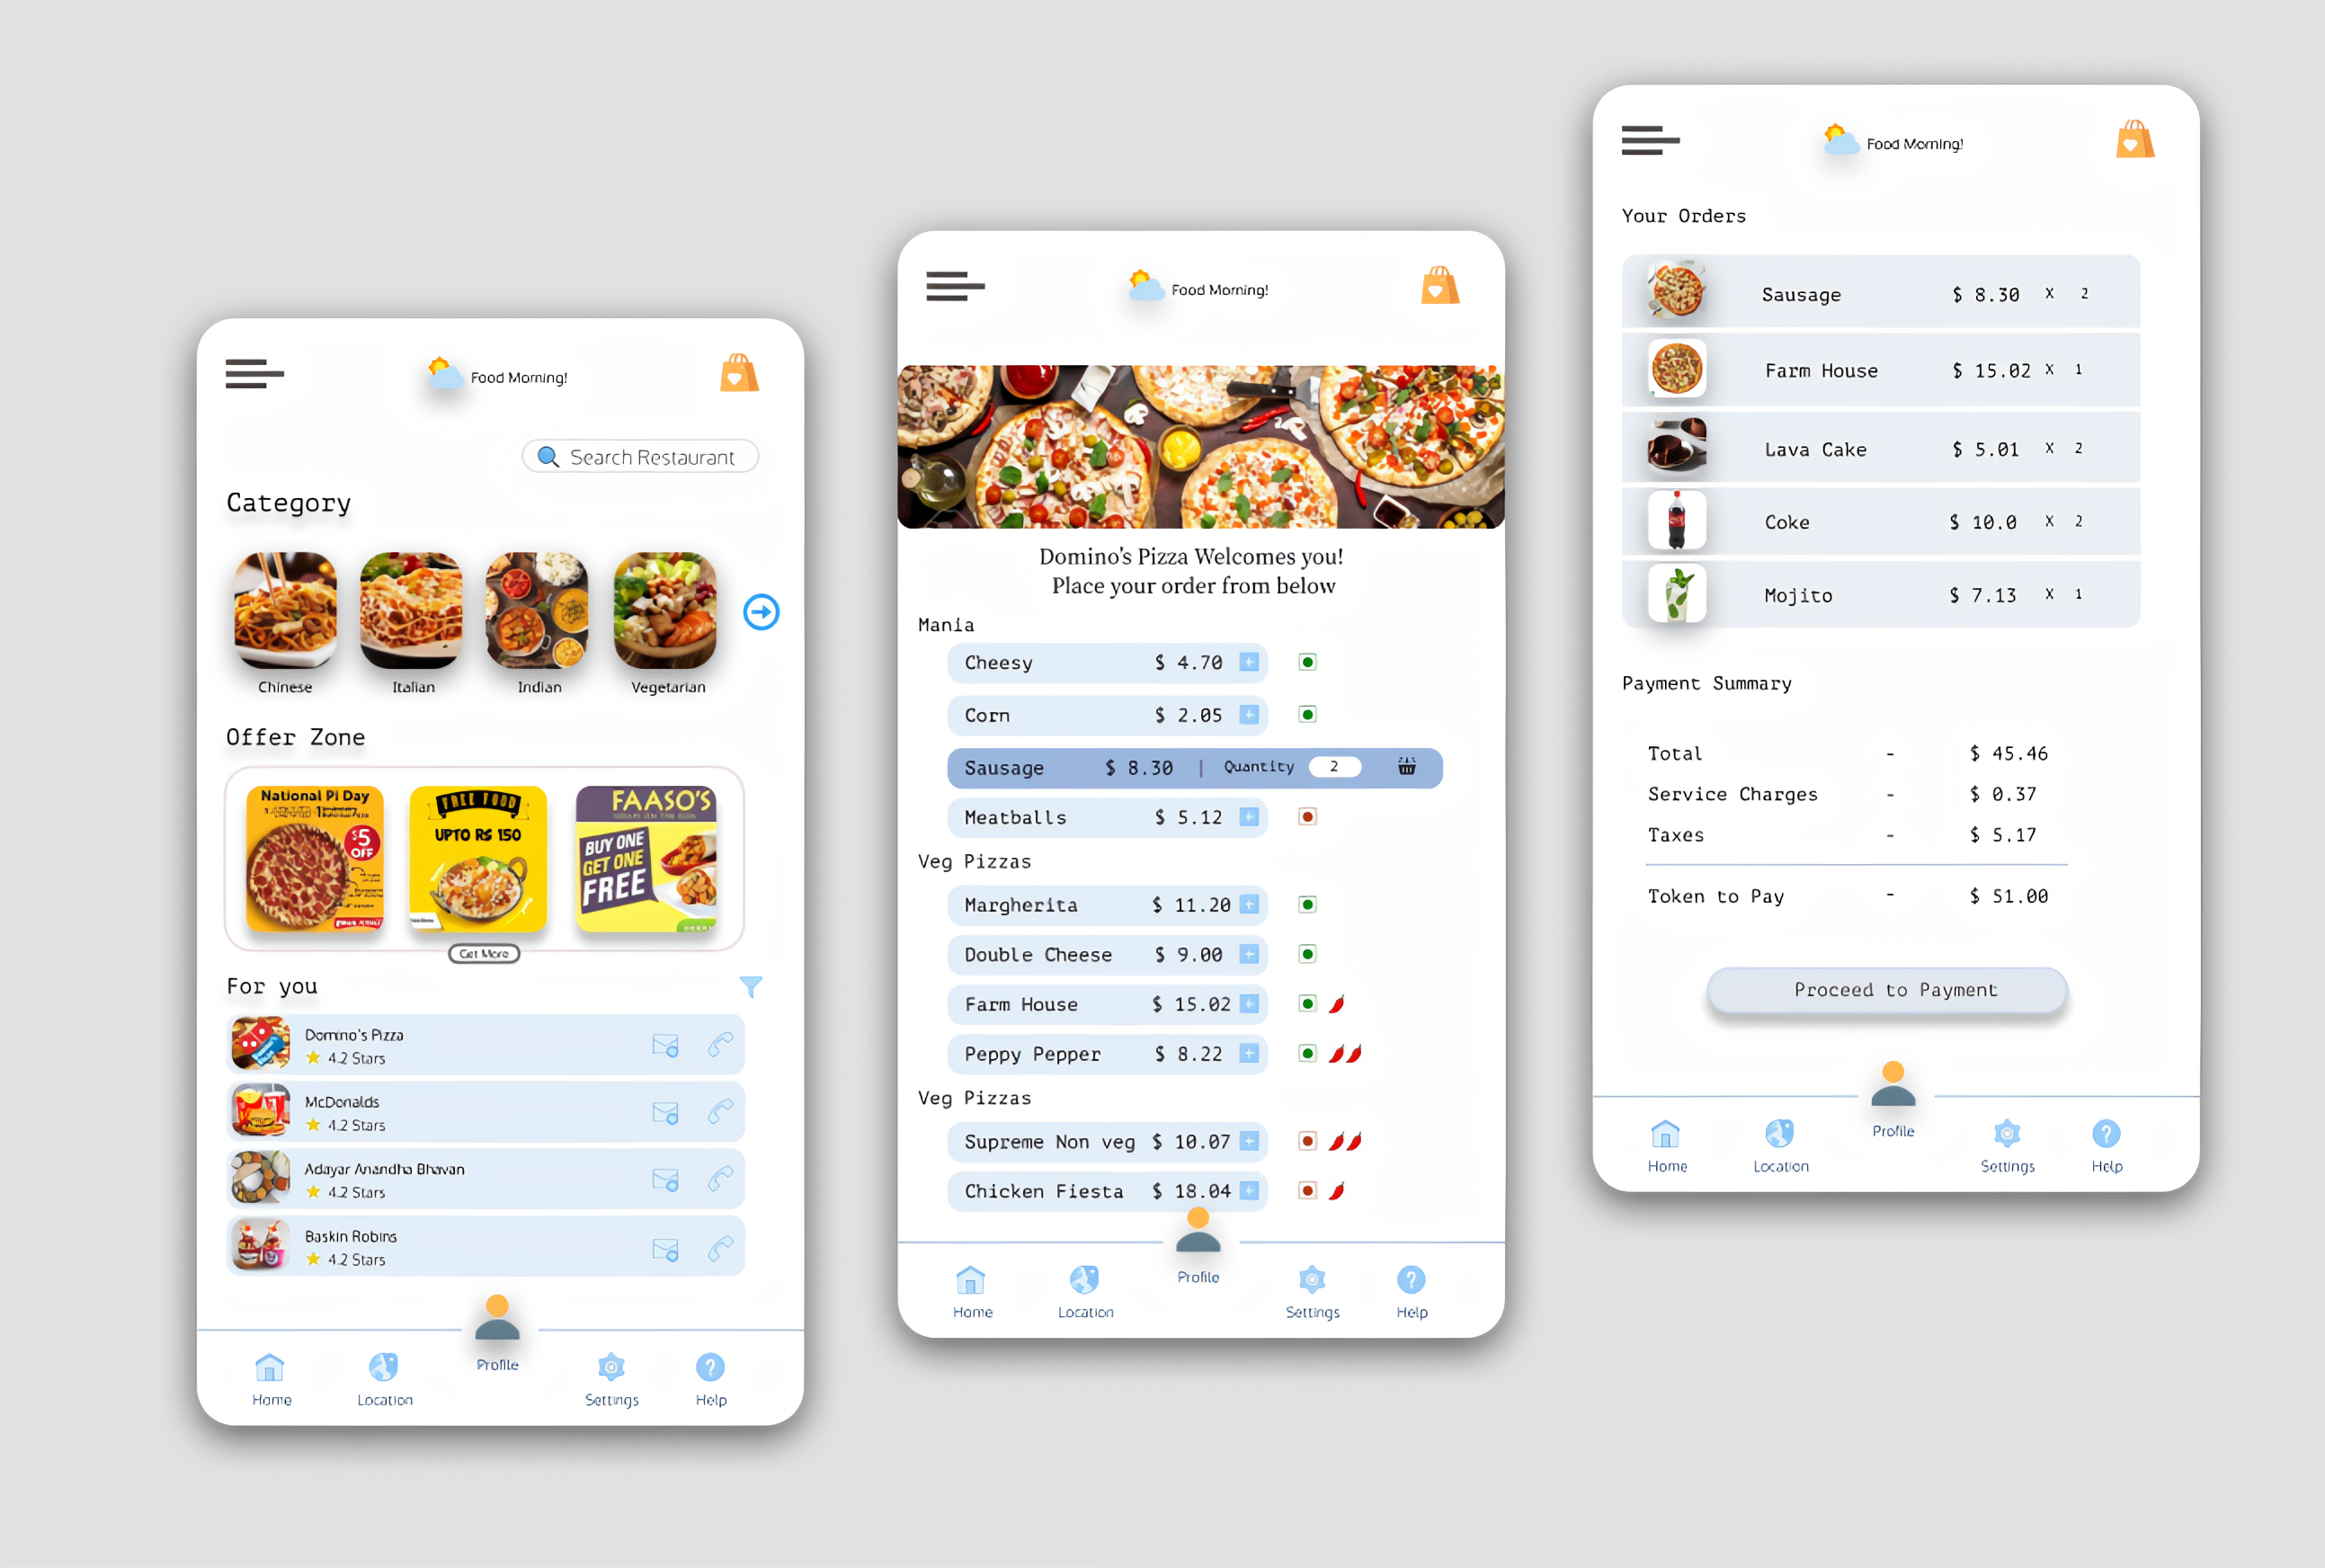 Food Morning!
Search Restaurant
Category
Chinese Italian Indian Vegetarian
Offer Zone
National Pi Day
$5 OFF
FREE FOOD
UPTO RS 150
FAASO'S
BUY ONE
GET ONE
FREE
Get More
For you
Domino's Pizza
4.2 Stars
McDonalds
4.2 Stars
Adayar Anandha Bhavan
4.2 Stars
Baskin Robins
4.2 Stars
Home Location Profile Settings Help
Food Morning!
Domino's Pizza Welcomes you!
Place your order from below
Mania
Cheesy $ 4.70 +
Corn $ 2.05 +
Sausage $ 8.30 | Quantity 2
Meatballs $ 5.12 +
Veg Pizzas
Margherita $ 11.20 +
Double Cheese $ 9.00 +
Farm House $ 15.02 +
Peppy Pepper $ 8.22 +
Veg Pizzas
Supreme Non veg $ 10.07 +
Chicken Fiesta $ 18.04 +
Home Location Profile Settings Help
Food Morning!
Your Orders
Sausage $ 8.30 X 2
Farm House $ 15.02 X 1
Lava Cake $ 5.01 X 2
Coke $ 10.0 X 2
Mojito $ 7.13 X 1
Payment Summary
Total - $ 45.46
Service Charges - $ 0.37
Taxes - $ 5.17
Token to Pay - $ 51.00
Proceed to Payment
Home Location Profile Settings Help